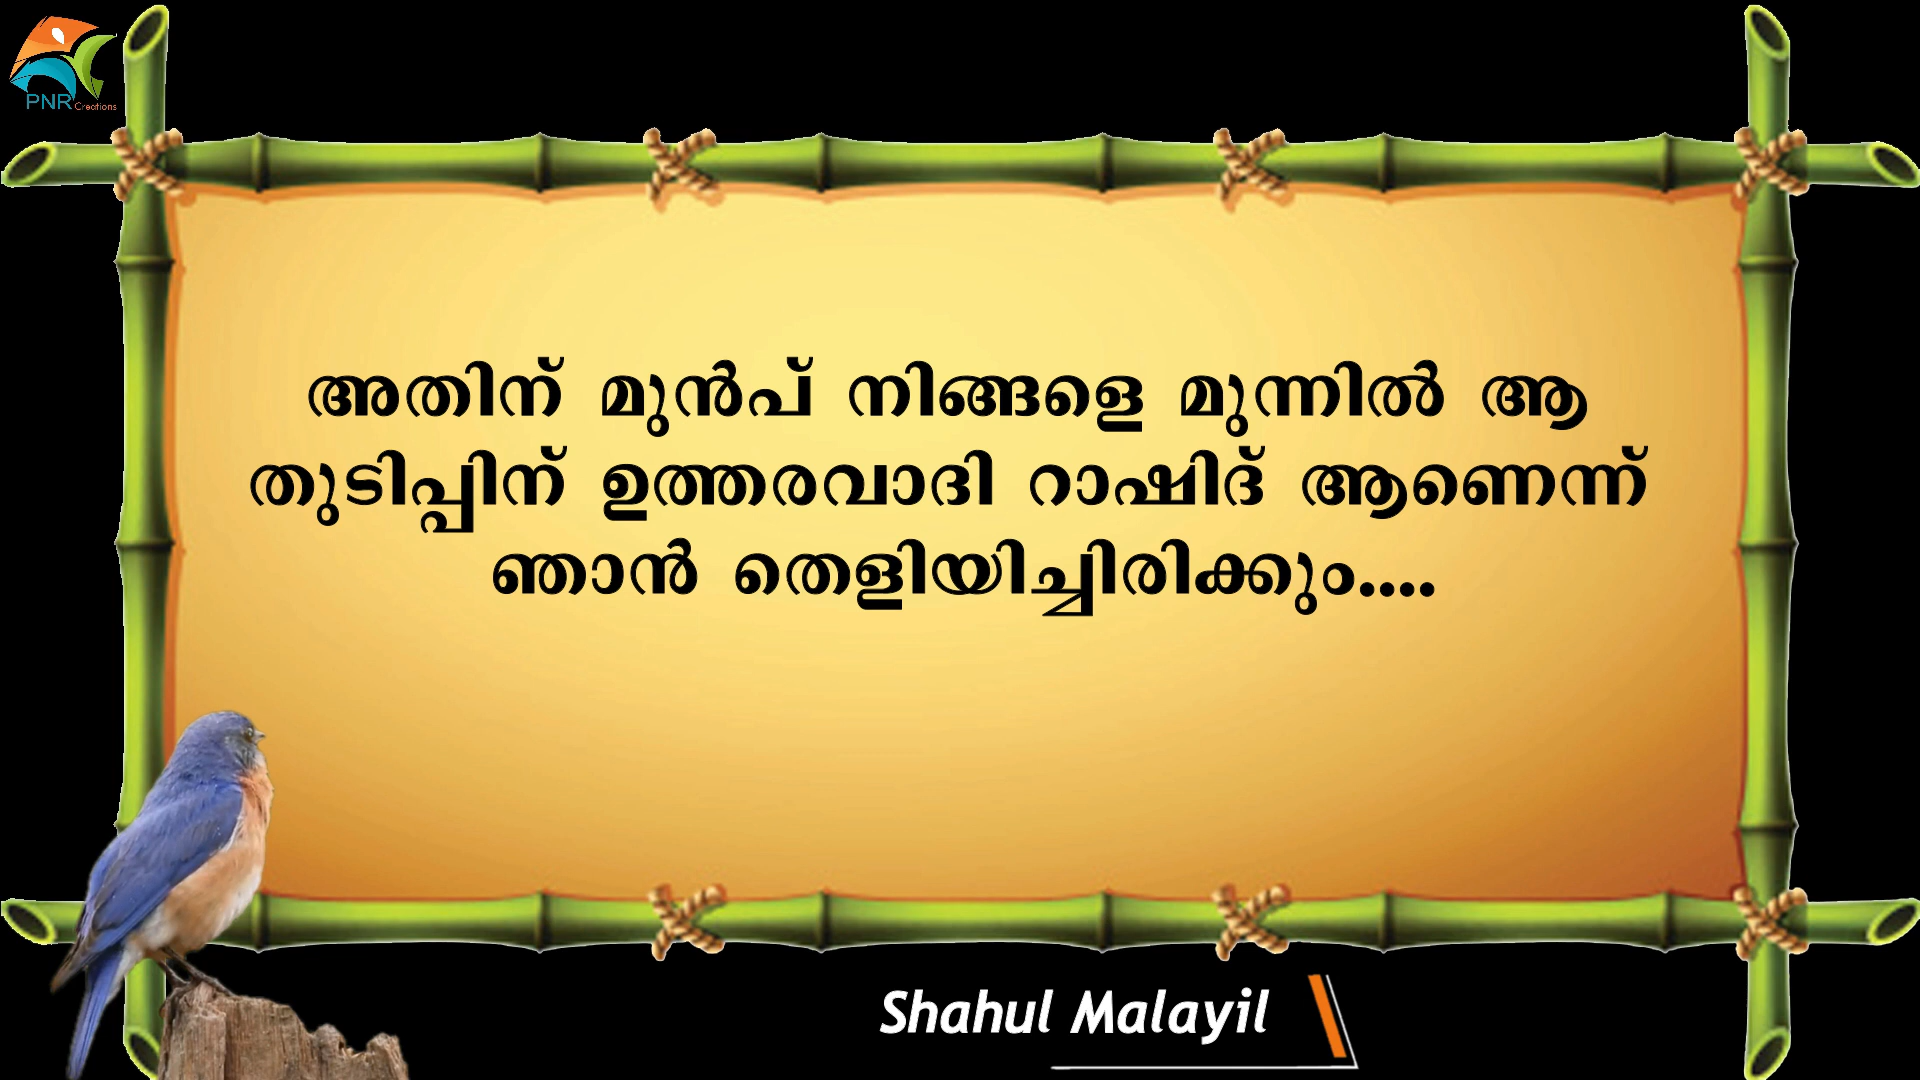 PNR Creations
അതിന് മുൻപ് നിങ്ങളെ മുന്നിൽ ആ
തുടിപ്പിന് ഉത്തരവാദി റാഷിദ് ആണെന്ന്
ഞാൻ തെളിയിച്ചിരിക്കും....
Shahul Malayil